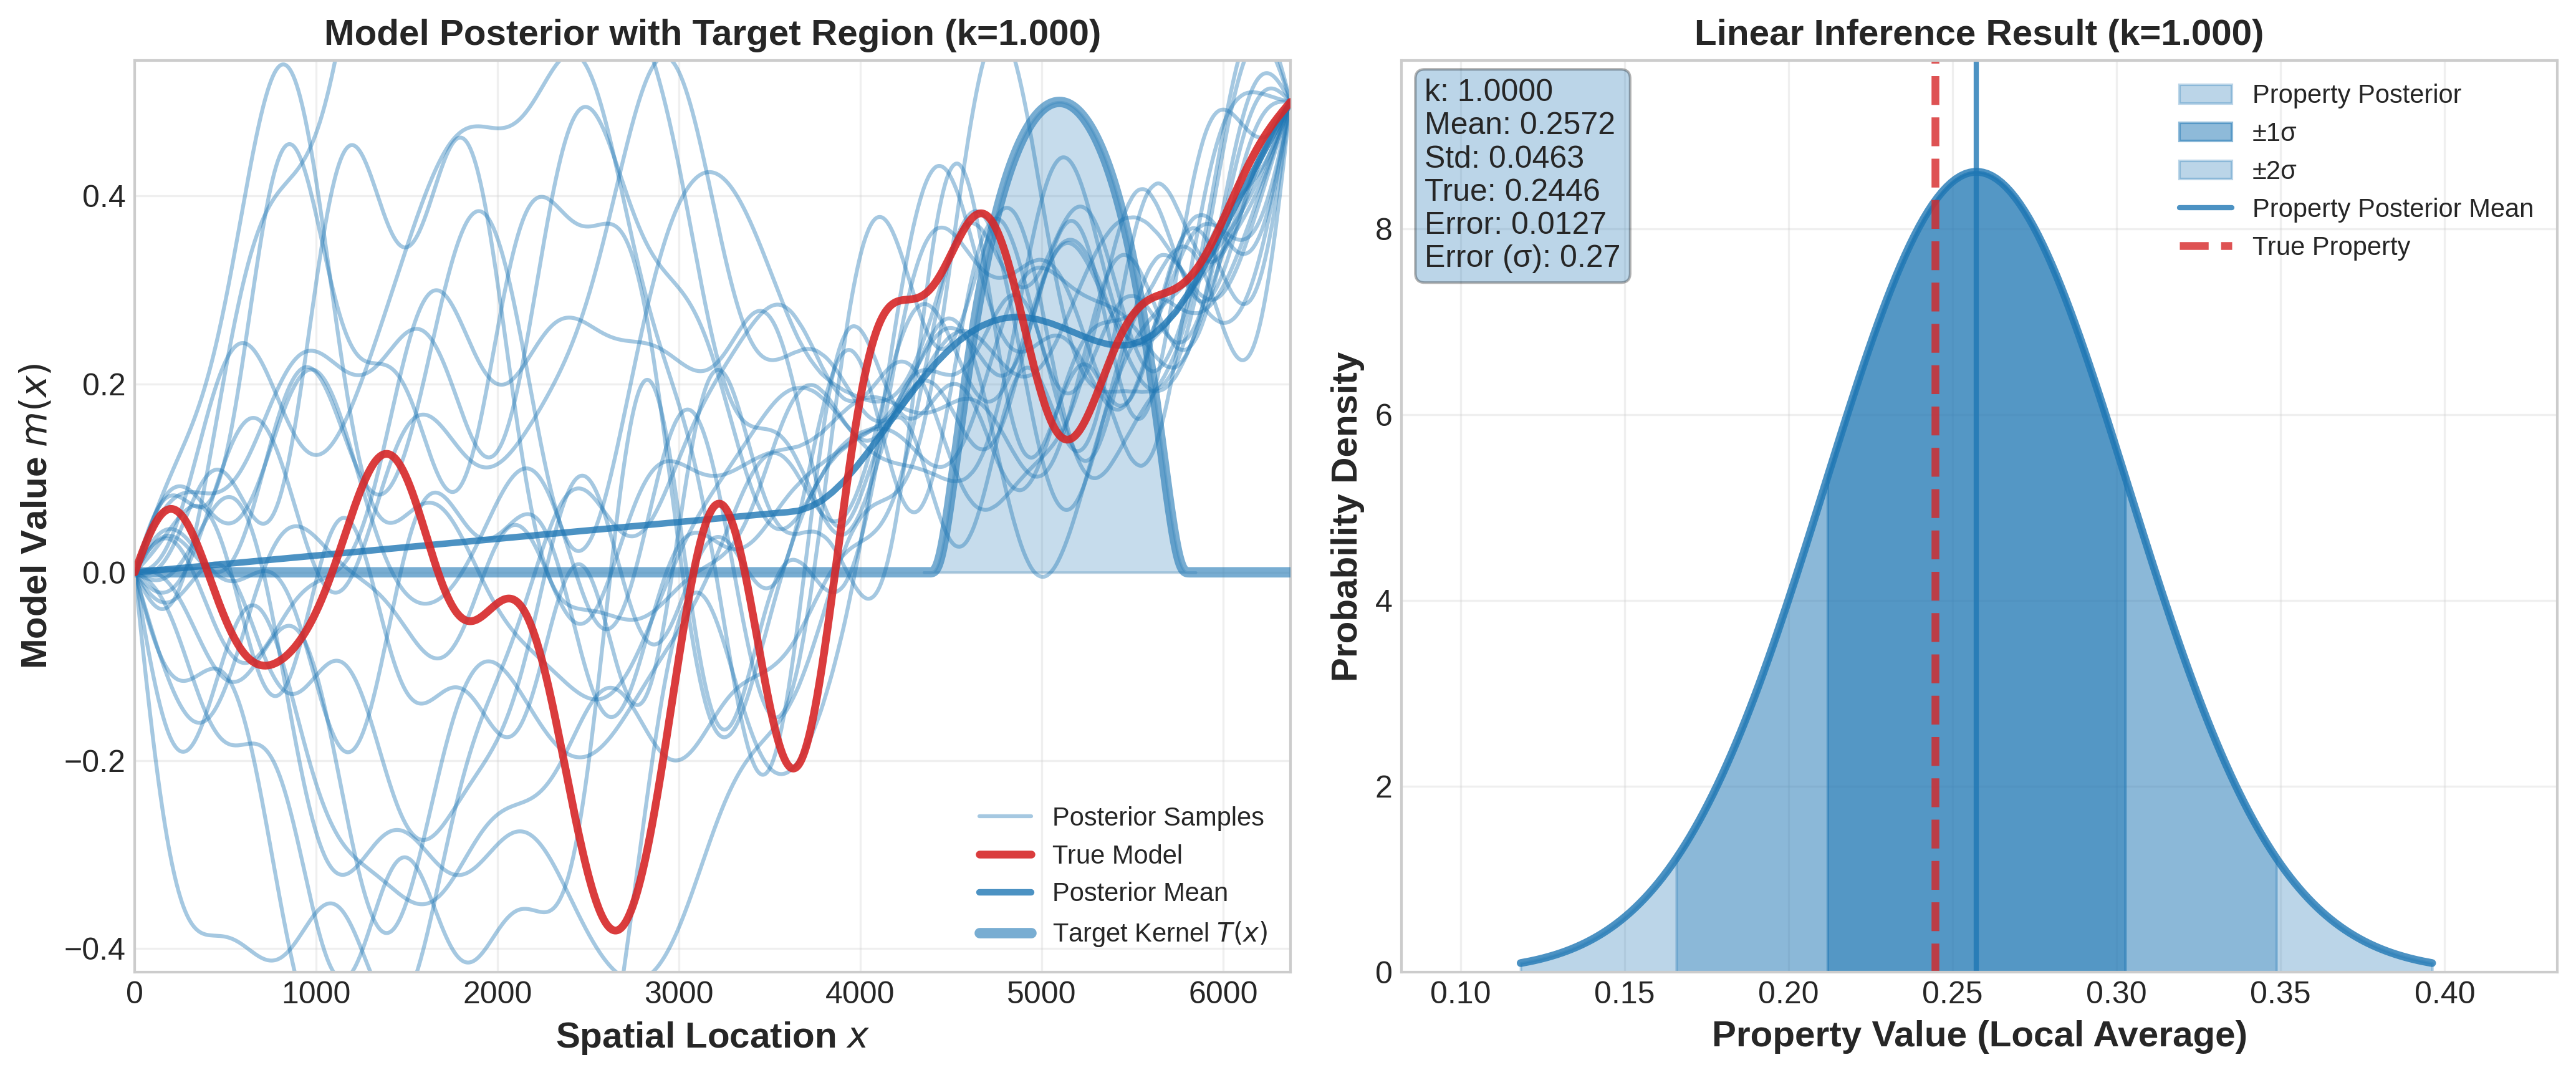 Model Posterior with Target Region (k=1.000)
Model Value m(x)
0.4
0.2
0.0
−0.2
−0.4
0
1000
2000
3000
4000
5000
6000
Spatial Location x
Posterior Samples
True Model
Posterior Mean
Target Kernel T(x)
Linear Inference Result (k=1.000)
k: 1.0000
Mean: 0.2572
Std: 0.0463
True: 0.2446
Error: 0.0127
Error (σ): 0.27
Property Posterior
±1σ
±2σ
Property Posterior Mean
True Property
Probability Density
8
6
4
2
0
0.10
0.15
0.20
0.25
0.30
0.35
0.40
Property Value (Local Average)